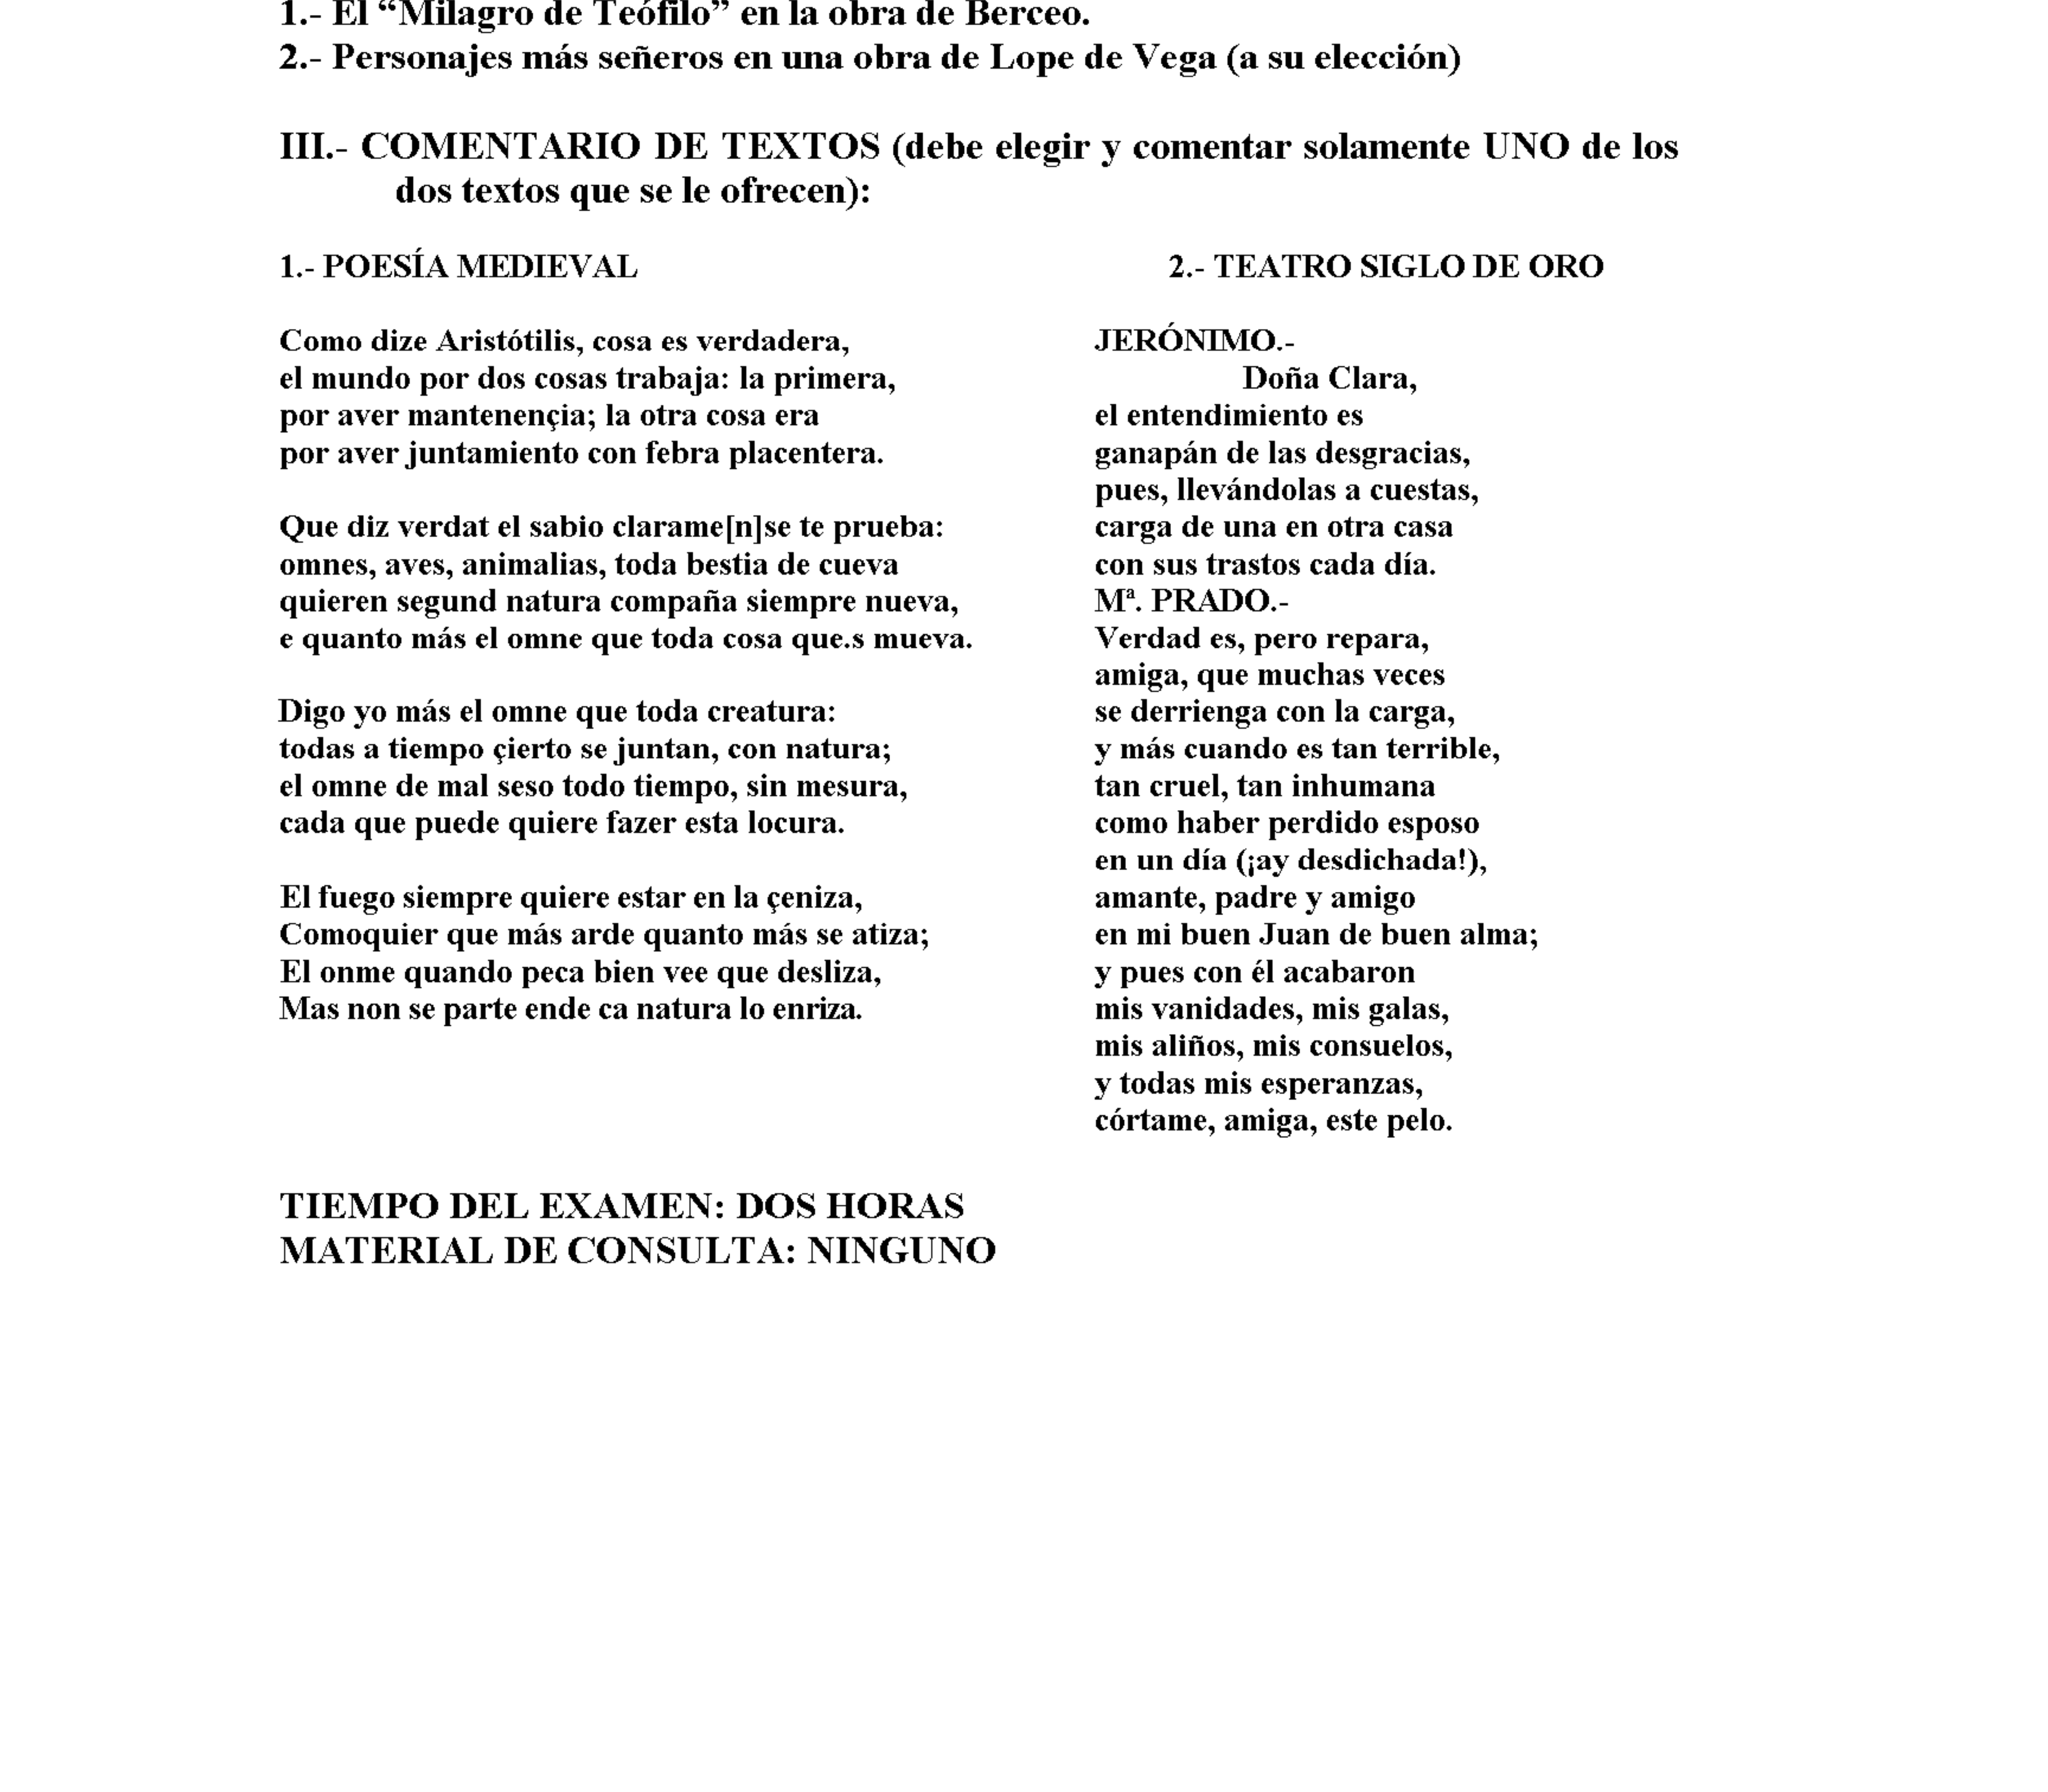 1.- El “Milagro de Teófilo” en la obra de Berceo.
2.- Personajes más señeros en una obra de Lope de Vega (a su elección)
III.- COMENTARIO DE TEXTOS (debe elegir y comentar solamente UNO de los
dos textos que se le ofrecen):
1.- POESÍA MEDIEVAL
Como dize Aristótilis, cosa es verdadera,
el mundo por dos cosas trabaja: la primera,
por aver mantenençia; la otra cosa era
por aver juntamiento con febra placentera.
Que diz verdat el sabio clarame[n]se te prueba:
omnes, aves, animalias, toda bestia de cueva
quieren segund natura compaña siempre nueva,
e quanto más el omne que toda cosa que.s mueva.
Digo yo más el omne que toda creatura:
todas a tiempo çierto se juntan, con natura;
el omne de mal seso todo tiempo, sin mesura,
cada que puede quiere fazer esta locura.
El fuego siempre quiere estar en la çeniza,
Comoquier que más arde quanto más se atiza;
El onme quando peca bien vee que desliza,
Mas non se parte ende ca natura lo enriza.
2.- TEATRO SIGLO DE ORO
JERÓNIMO.-
Doña Clara,
el entendimiento es
ganapán de las desgracias,
pues, llevándolas a cuestas,
carga de una en otra casa
con sus trastos cada día.
Mª. PRADO.-
Verdad es, pero repara,
amiga, que muchas veces
se derrienga con la carga,
y más cuando es tan terrible,
tan cruel, tan inhumana
como haber perdido esposo
en un día (¡ay desdichada!),
amante, padre y amigo
en mi buen Juan de buen alma;
y pues con él acabaron
mis vanidades, mis galas,
mis aliños, mis consuelos,
y todas mis esperanzas,
córtame, amiga, este pelo.
TIEMPO DEL EXAMEN: DOS HORAS
MATERIAL DE CONSULTA: NINGUNO